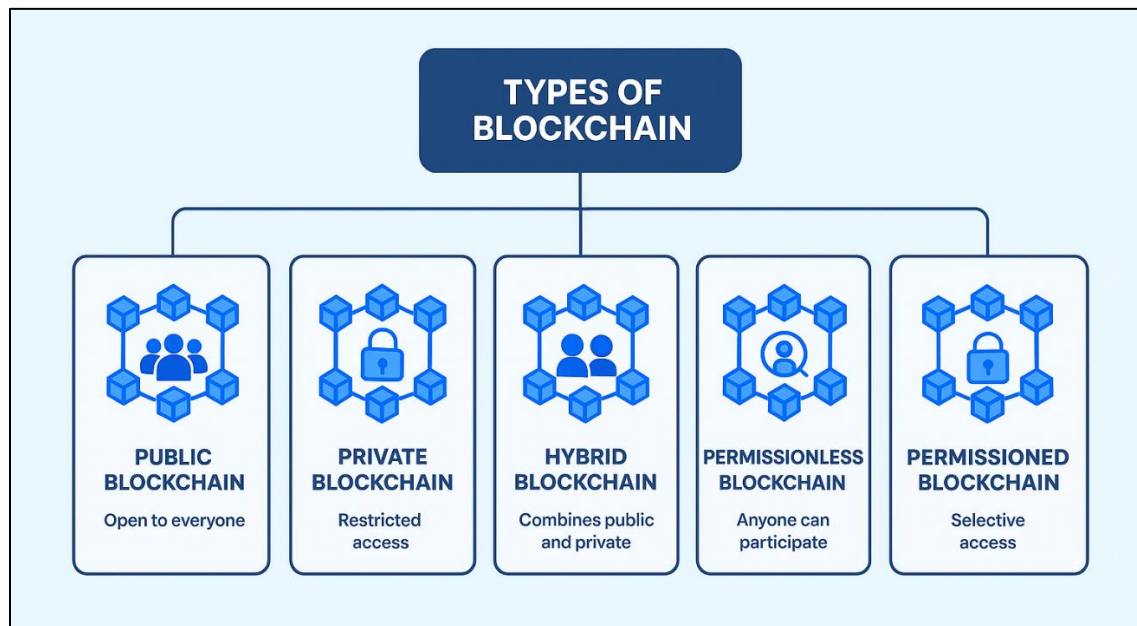 TYPES OF
BLOCKCHAIN
PUBLIC
BLOCKCHAIN
Open to everyone
PRIVATE
BLOCKCHAIN
Restricted
access
HYBRID
BLOCKCHAIN
Combines public
and private
PERMISSIONLESS
BLOCKCHAIN
Anyone can
participate
PERMISSIONED
BLOCKCHAIN
Selective
access